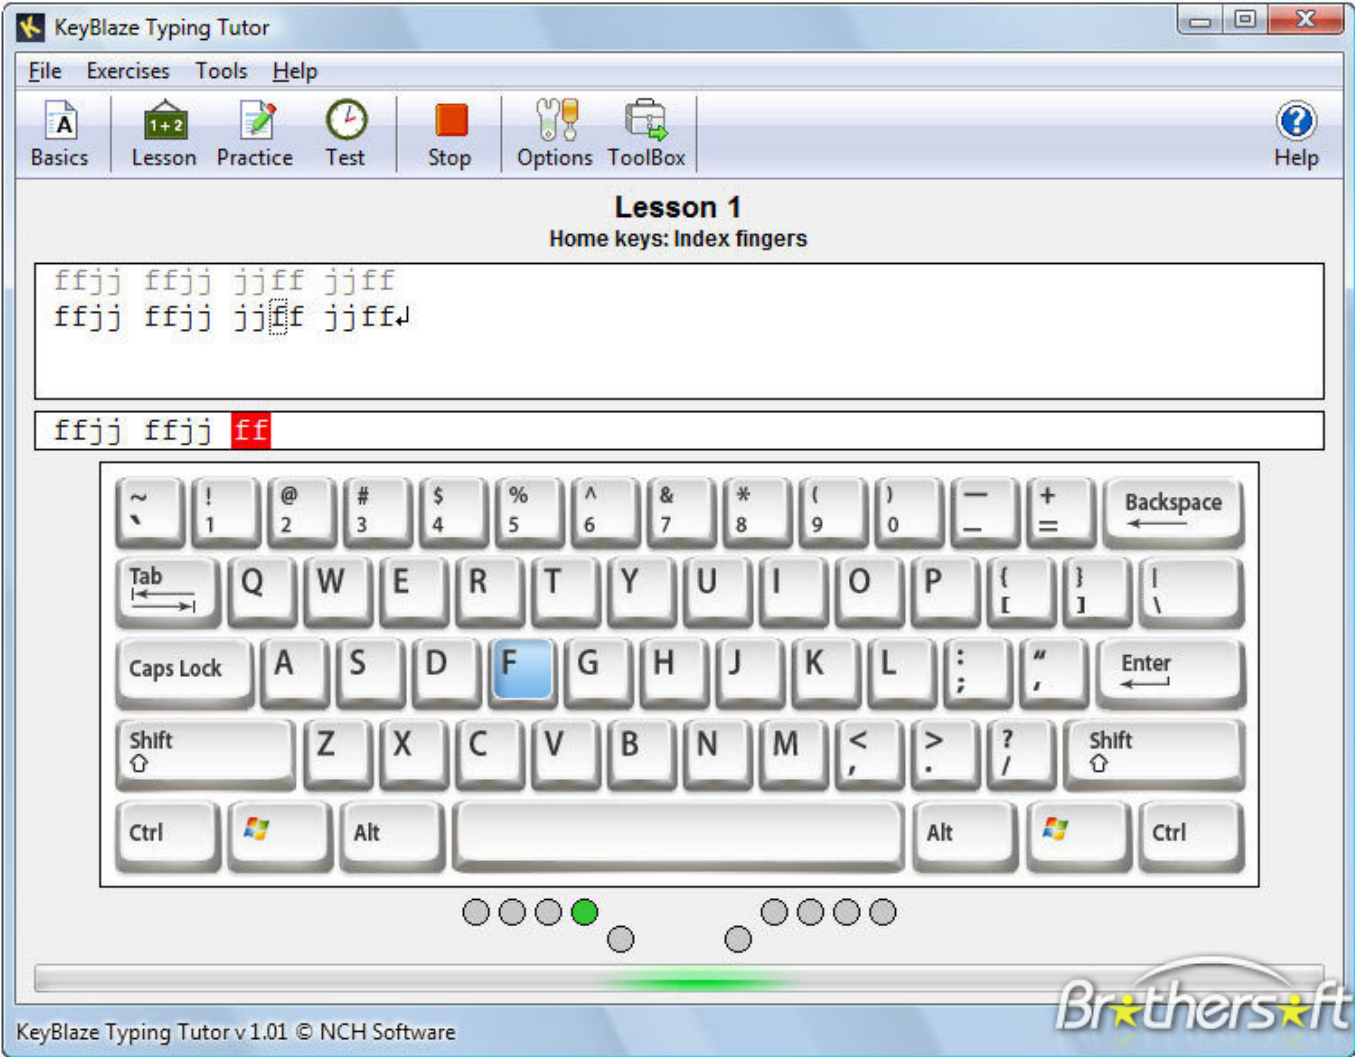 KeyBlaze Typing Tutor
File Exercises Tools Help
Basics Lesson Practice Test Stop Options ToolBox Help
Lesson 1
Home keys: Index fingers
ffjj ffjj jjff jjff
ffjj ffjj jjff jjff↵
ffjj ffjj ff
~ ! @ # $ % ^ & * ( ) — +
` 1 2 3 4 5 6 7 8 9 0 – = Backspace
Tab Q W E R T Y U I O P { [ } ] | \
Caps Lock A S D F G H J K L : ; " , Enter
Shift Z X C V B N M < , > . ? / Shift
Ctrl Alt Alt Ctrl
KeyBlaze Typing Tutor v 1.01 © NCH Software
Brothersoft